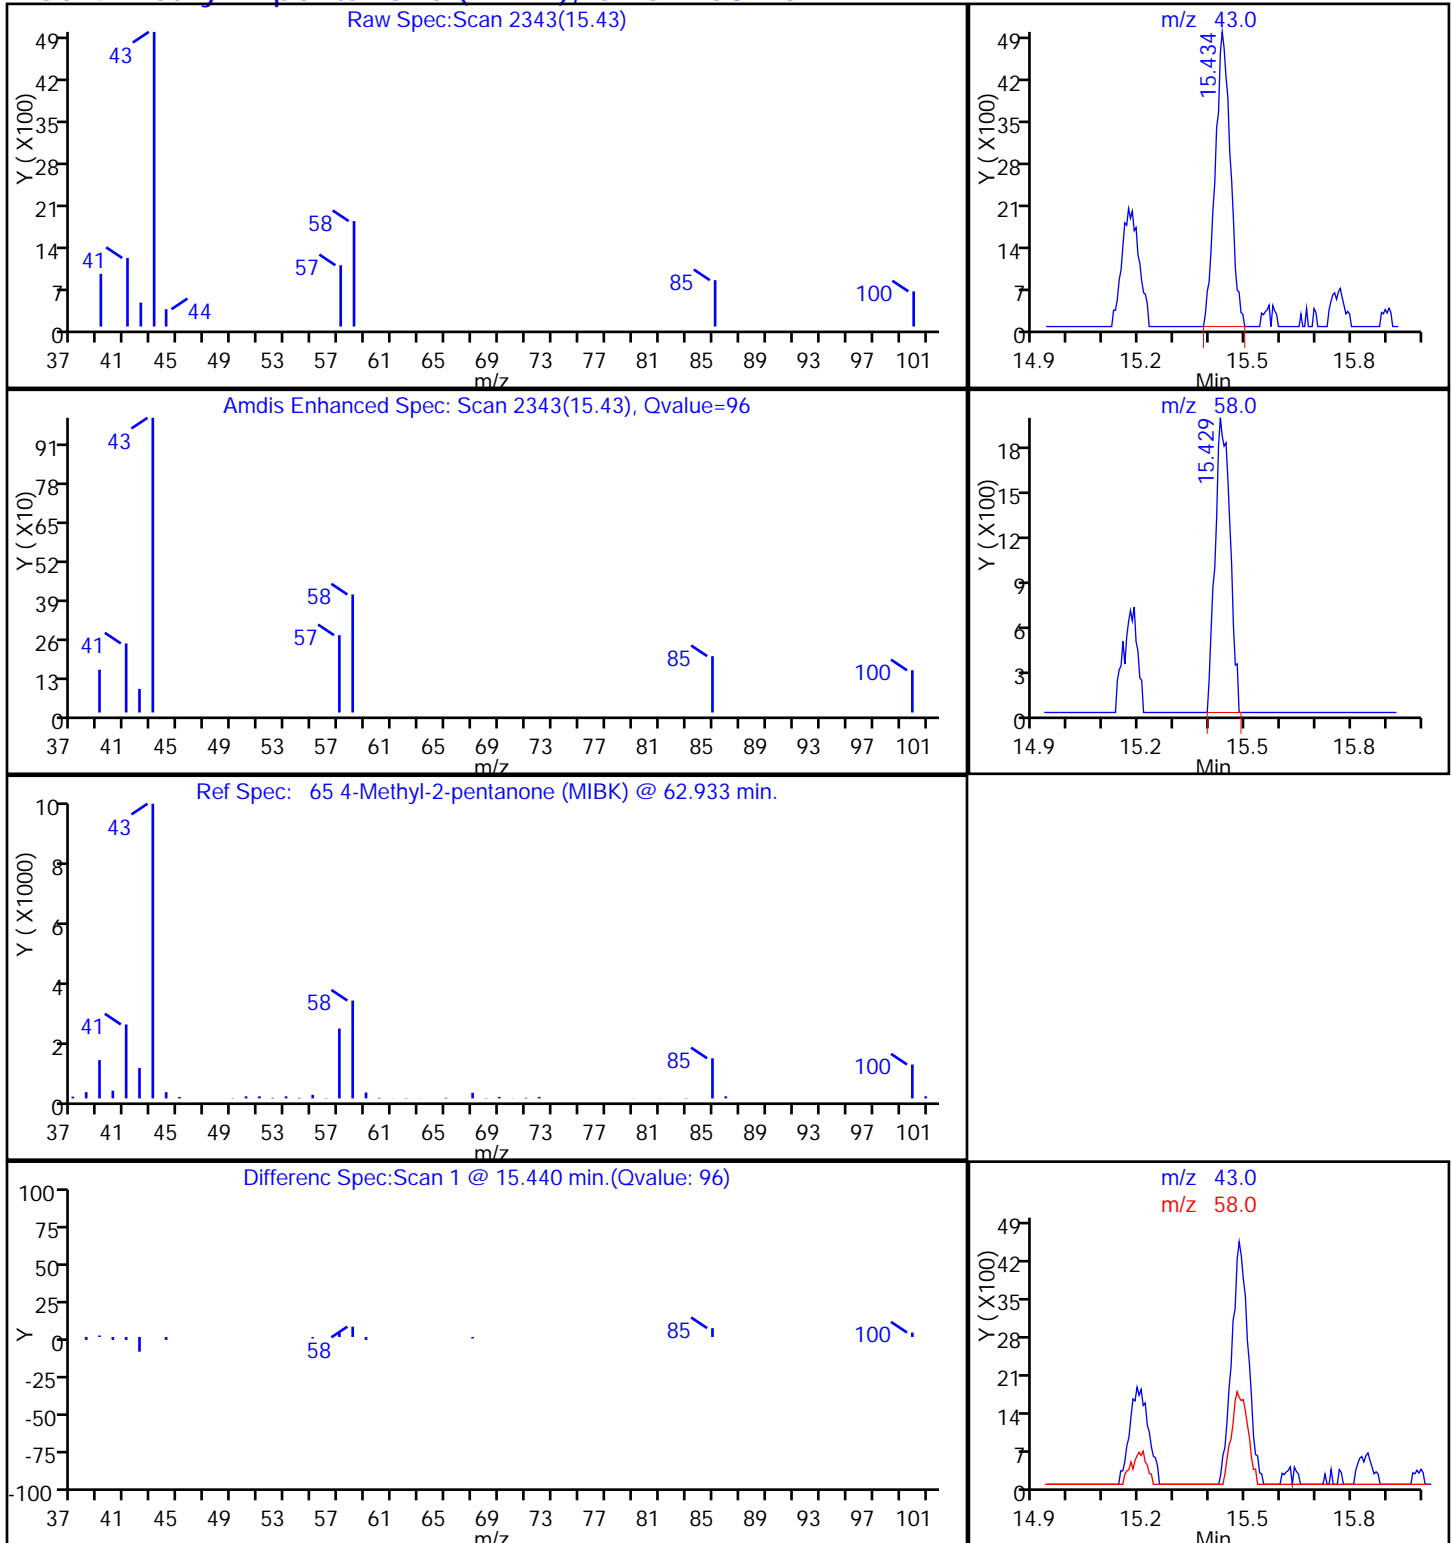 Raw Spec:Scan 2343(15.43)
Y ( X100)
49
42
35
28
21
14
7
0
43
41
44
57
58
85
100
37 41 45 49 53 57 61 65 69 73 77 81 85 89 93 97 101
m/z
m/z 43.0
Y ( X100)
49
42
35
28
21
14
7
0
15.434
14.9 15.2 15.5 15.8
Min
Amdis Enhanced Spec: Scan 2343(15.43), Qvalue=96
Y ( X10)
91
78
65
52
39
26
13
0
43
41
58
57
85
100
37 41 45 49 53 57 61 65 69 73 77 81 85 89 93 97 101
m/z
m/z 58.0
Y ( X100)
18
15
12
9
6
3
0
15.429
14.9 15.2 15.5 15.8
Min
Ref Spec: 65 4-Methyl-2-pentanone (MIBK) @ 62.933 min.
Y ( X1000)
10
8
6
4
2
0
43
41
58
85
100
37 41 45 49 53 57 61 65 69 73 77 81 85 89 93 97 101
m/z
Differenc Spec:Scan 1 @ 15.440 min.(Qvalue: 96)
Y
100
75
50
25
0
-25
-50
-75
-100
58
85
100
37 41 45 49 53 57 61 65 69 73 77 81 85 89 93 97 101
m/z
m/z 43.0
m/z 58.0
Y ( X100)
49
42
35
28
21
14
7
0
14.9 15.2 15.5 15.8
Min